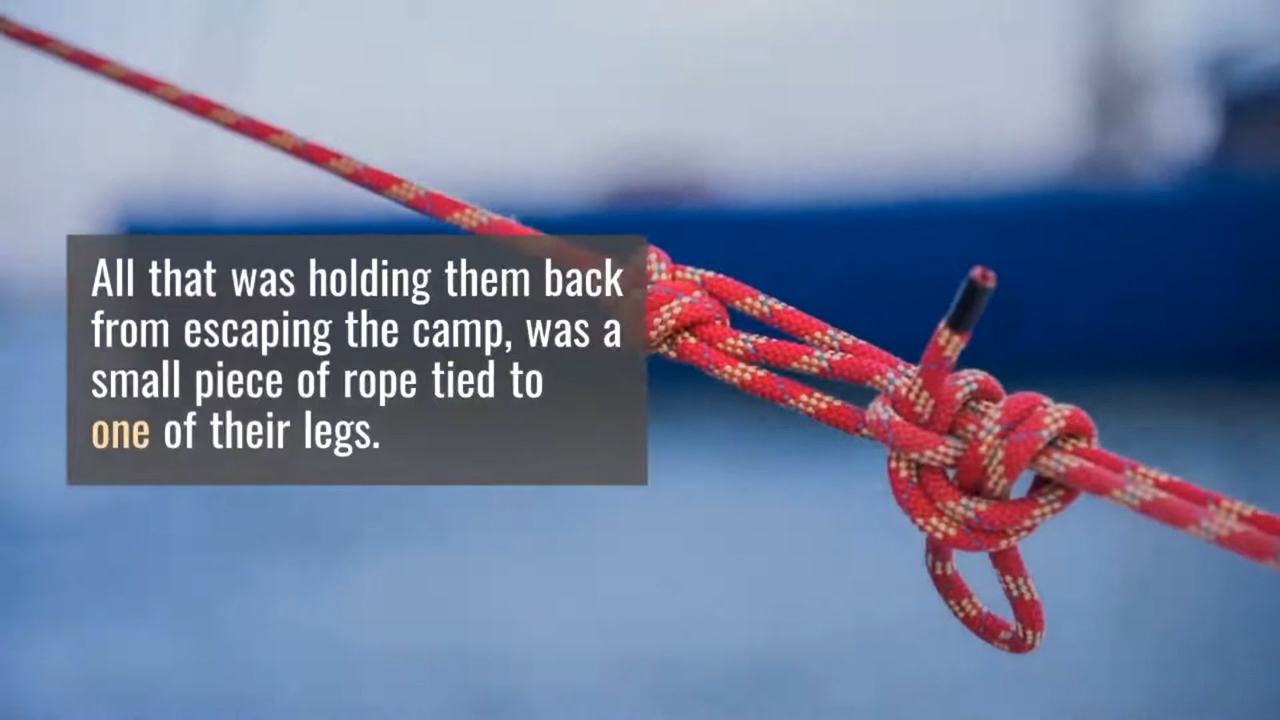 All that was holding them back
from escaping the camp, was a
small piece of rope tied to
one of their legs.